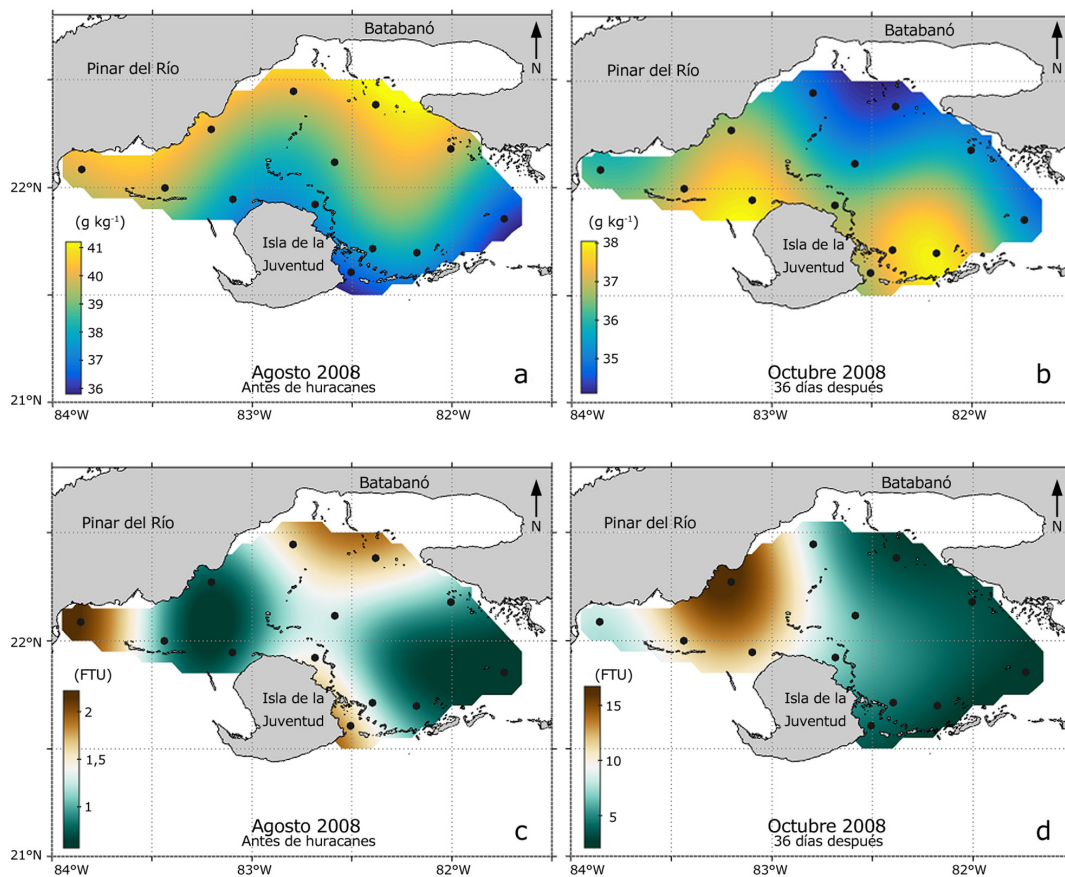 Batabanó
Pinar del Río
N
22°N
(g kg⁻¹)
41
40
39
38
37
36
Isla de la
Juventud
Agosto 2008
Antes de huracanes
a
21°N
84°W
83°W
82°W
Batabanó
Pinar del Río
N
(g kg⁻¹)
38
37
36
35
Isla de la
Juventud
Octubre 2008
36 días después
b
84°W
83°W
82°W
Batabanó
Pinar del Río
N
22°N
(FTU)
2
1.5
1
Isla de la
Juventud
Agosto 2008
Antes de huracanes
c
21°N
84°W
83°W
82°W
Batabanó
Pinar del Río
N
(FTU)
15
10
5
Isla de la
Juventud
Octubre 2008
36 días después
d
84°W
83°W
82°W